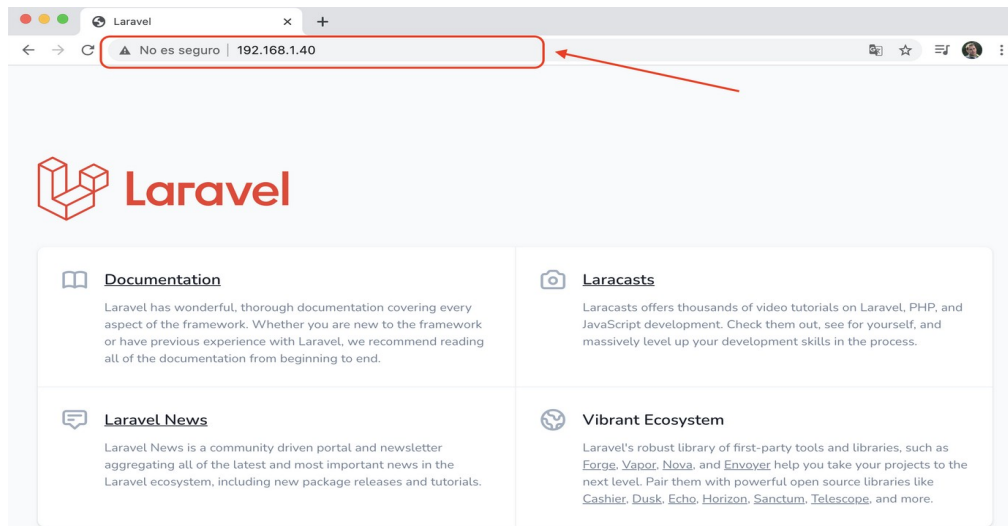 Laravel
No es seguro | 192.168.1.40
Laravel
Documentation
Laravel has wonderful, thorough documentation covering every
aspect of the framework. Whether you are new to the framework
or have previous experience with Laravel, we recommend reading
all of the documentation from beginning to end.
Laracasts
Laracasts offers thousands of video tutorials on Laravel, PHP, and
JavaScript development. Check them out, see for yourself, and
massively level up your development skills in the process.
Laravel News
Laravel News is a community driven portal and newsletter
aggregating all of the latest and most important news in the
Laravel ecosystem, including new package releases and tutorials.
Vibrant Ecosystem
Laravel's robust library of first-party tools and libraries, such as
Forge, Vapor, Nova, and Envoyer help you take your projects to the
next level. Pair them with powerful open source libraries like
Cashier, Dusk, Echo, Horizon, Sanctum, Telescope, and more.